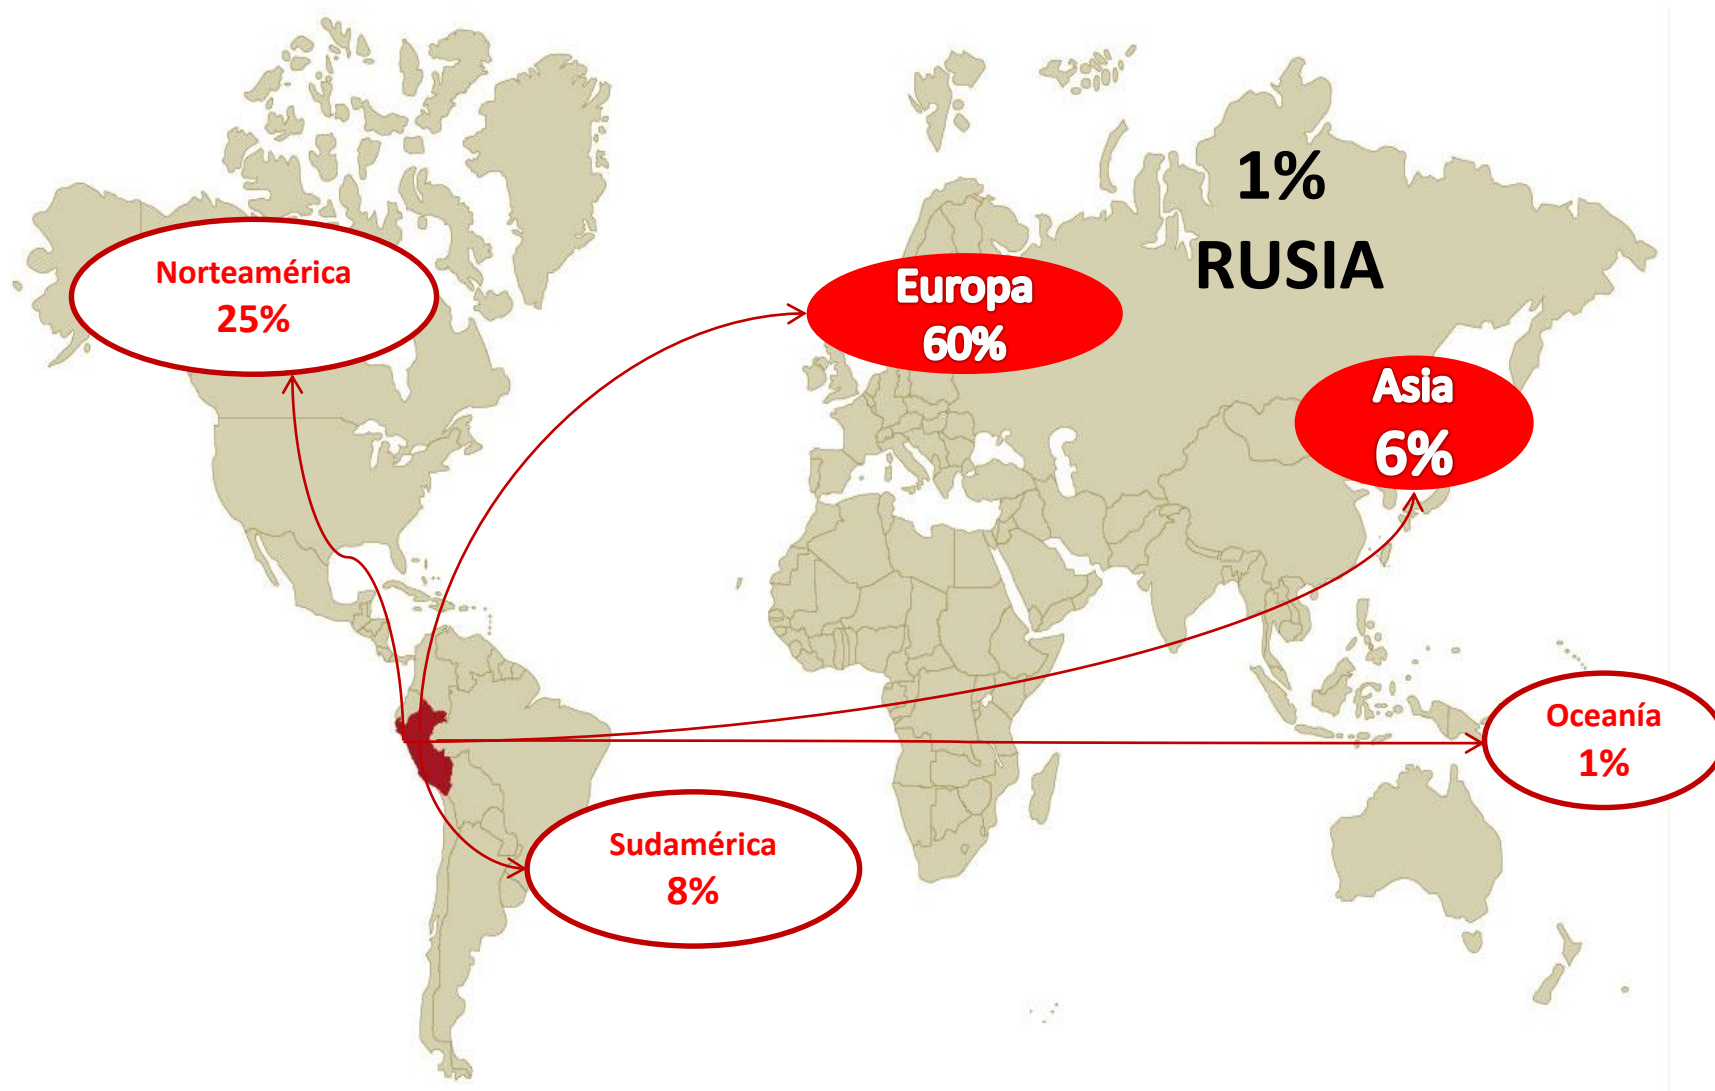 1%
RUSIA
Norteamérica
25%
Europa
60%
Asia
6%
Oceanía
1%
Sudamérica
8%